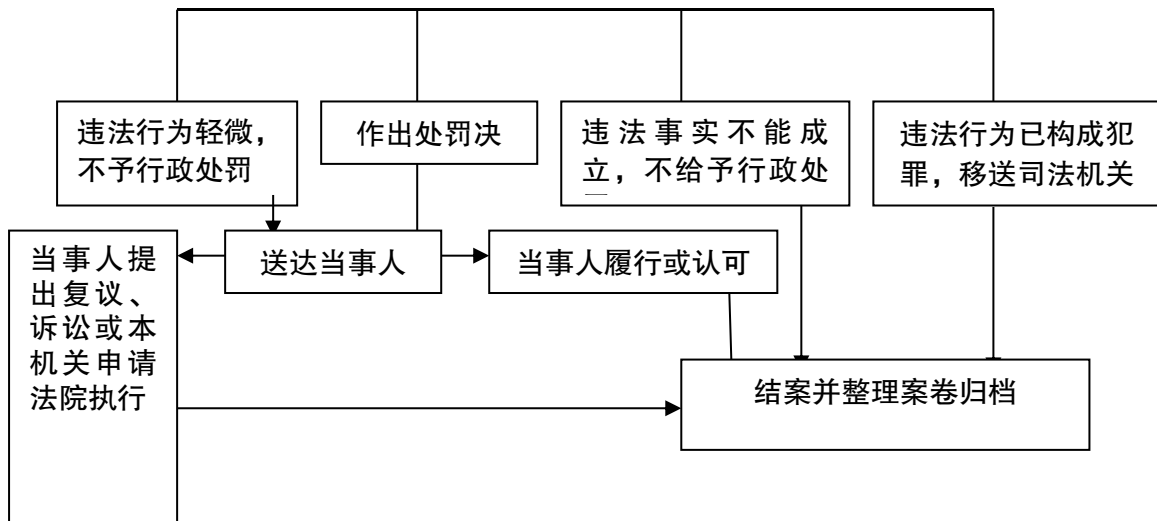 违法行为轻微，
不予行政处罚
作出处罚决
违法事实不能成
立，不给予行政处
违法行为已构成犯
罪，移送司法机关
当事人提
出复议、
诉讼或本
机关申请
法院执行
送达当事人
当事人履行或认可
结案并整理案卷归档